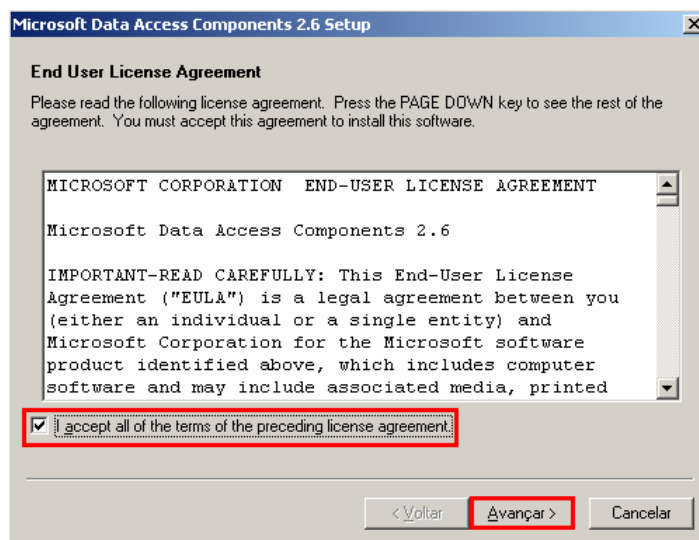 Microsoft Data Access Components 2.6 Setup
End User License Agreement
Please read the following license agreement. Press the PAGE DOWN key to see the rest of the
agreement. You must accept this agreement to install this software.
MICROSOFT CORPORATION END-USER LICENSE AGREEMENT
Microsoft Data Access Components 2.6
IMPORTANT-READ CAREFULLY: This End-User License
Agreement ("EULA") is a legal agreement between you
(either an individual or a single entity) and
Microsoft Corporation for the Microsoft software
product identified above, which includes computer
software and may include associated media, printed
I accept all of the terms of the preceding license agreement.
< Voltar Avançar > Cancelar